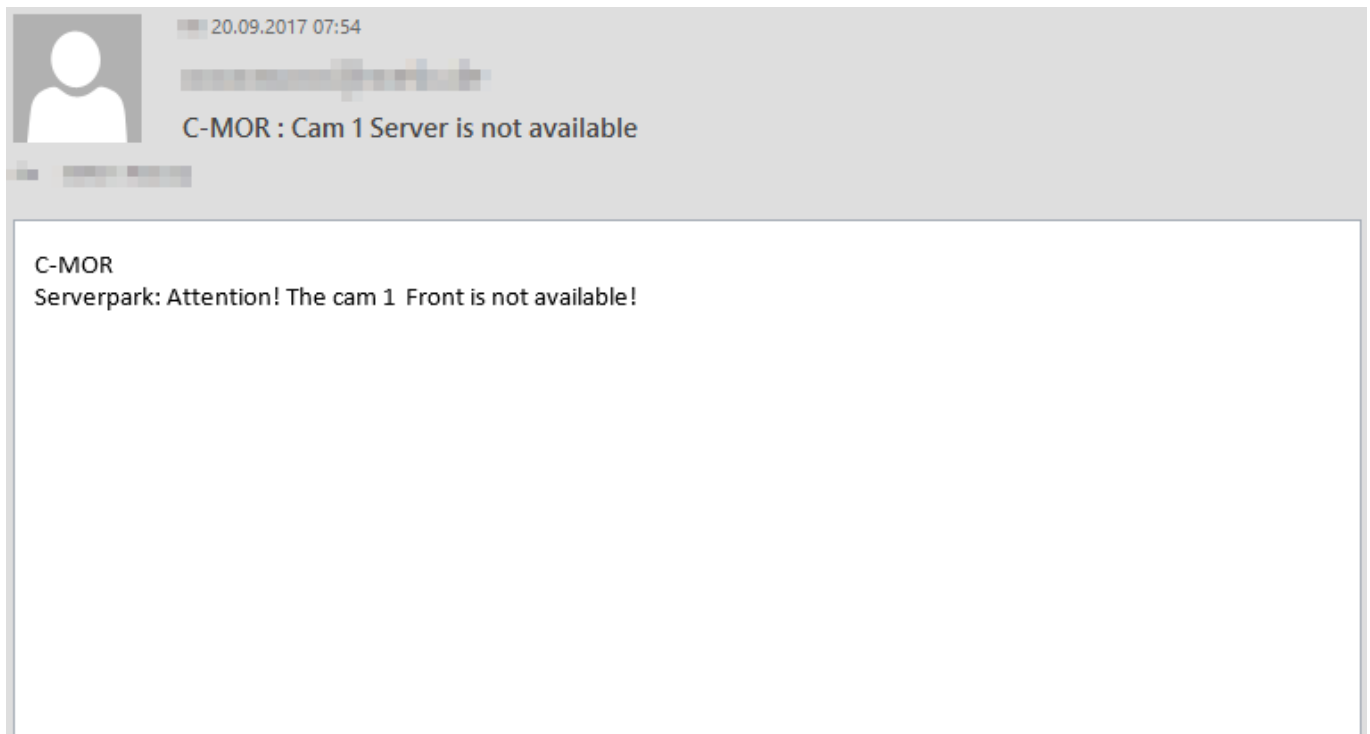 20.09.2017 07:54
C-MOR : Cam 1 Server is not available
C-MOR
Serverpark: Attention! The cam 1 Front is not available!